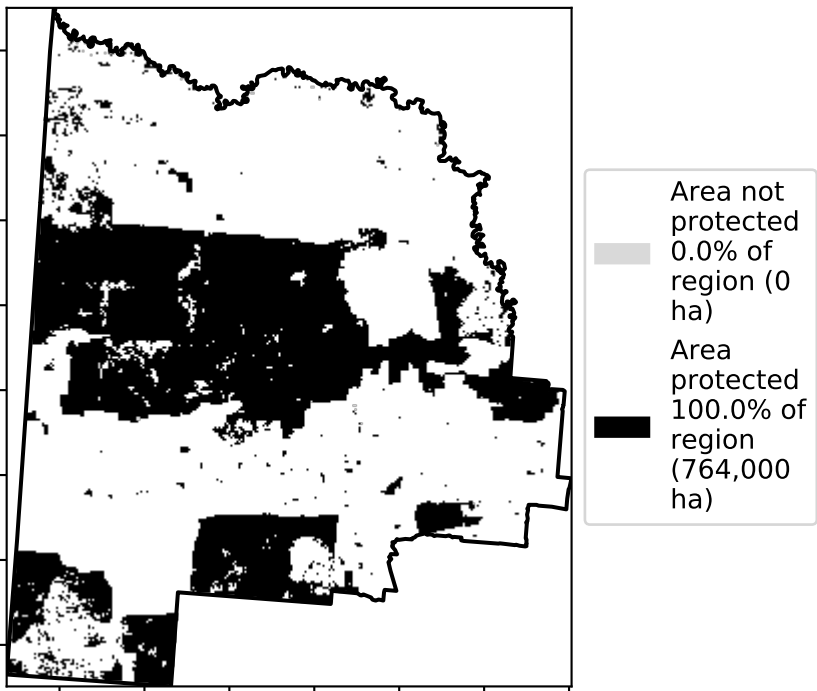 Area not
protected
0.0% of
region (0
ha)
Area
protected
100.0% of
region
(764,000
ha)